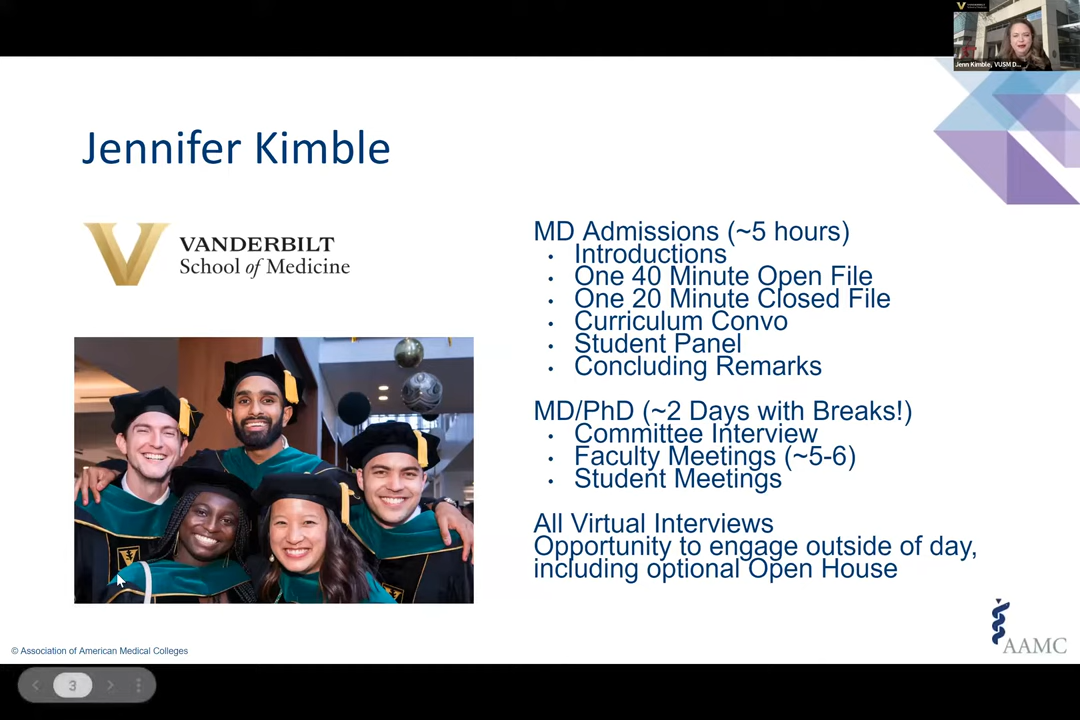 Jenn Kimble, VUSM D...
Jennifer Kimble
VANDERBILT
School of Medicine
MD Admissions (~5 hours)
• Introductions
• One 40 Minute Open File
• One 20 Minute Closed File
• Curriculum Convo
• Student Panel
• Concluding Remarks
MD/PhD (~2 Days with Breaks!)
• Committee Interview
• Faculty Meetings (~5-6)
• Student Meetings
All Virtual Interviews
Opportunity to engage outside of day,
including optional Open House
AAMC
© Association of American Medical Colleges
3